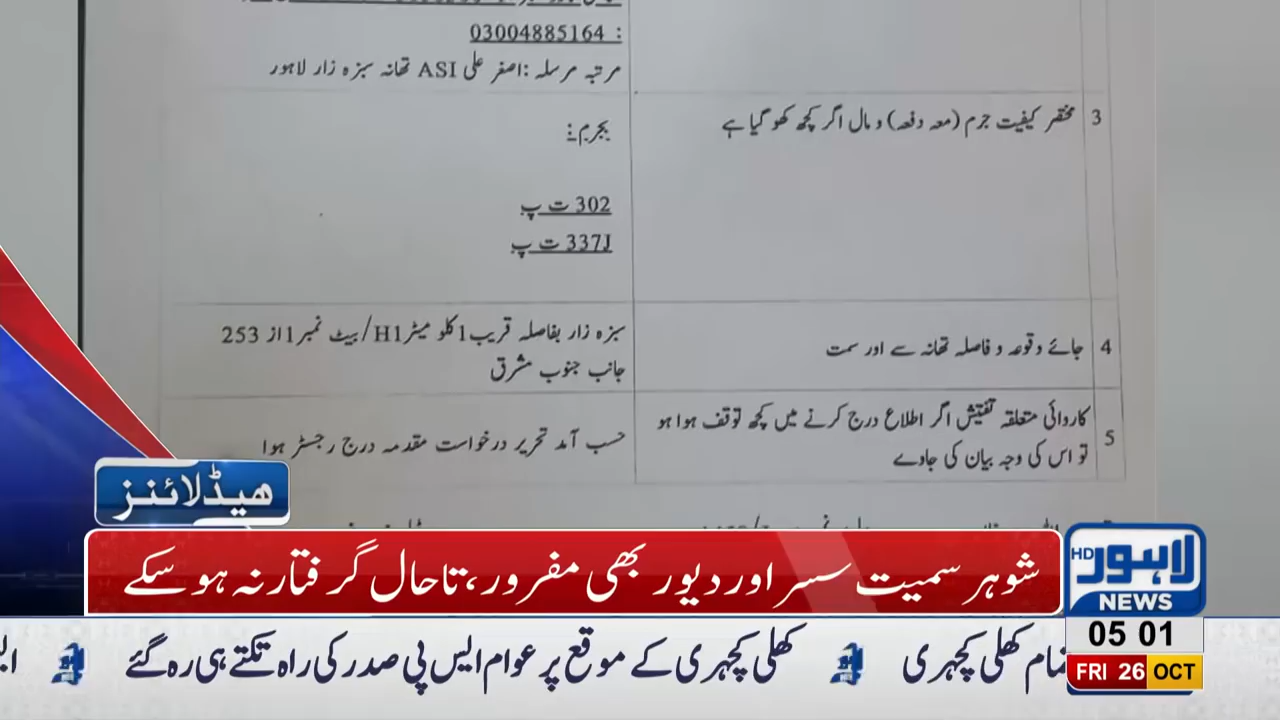 : 03004885164
مرتبہ مرسلہ :اصغر علی ASI تھانہ سبزہ زار لاہور
3 مختصر کیفیت جرم (معہ دفعہ) و مال اگر کچھ کھو گیا ہے
بجرم:
302 ت پ
337J ت پ
4 جائے وقوعہ و فاصلہ تھانہ سے اور سمت
سبزہ زار بفاصلہ قریب 1 کلو میٹر H1/بیٹ نمبر 1 از 253
جانب جنوب مشرق
5 کاروائی متعلقہ تفتیش اگر اطلاع درج کرنے میں کچھ توقف ہوا ہو
تو اس کی وجہ بیان کی جاوے
حسب آمد تحریر درخواست مقدمہ درج رجسٹر ہوا
ھیڈلائنز
شوہر سمیت سسر اور دیور بھی مفرور، تاحال گرفتار نہ ہو سکے
لاہور HD
NEWS
05 01
FRI 26 OCT
کھلی کچہری
کھلی کچہری کے موقع پر عوام ایس پی صدر کی راہ تکتے ہی رہ گئے